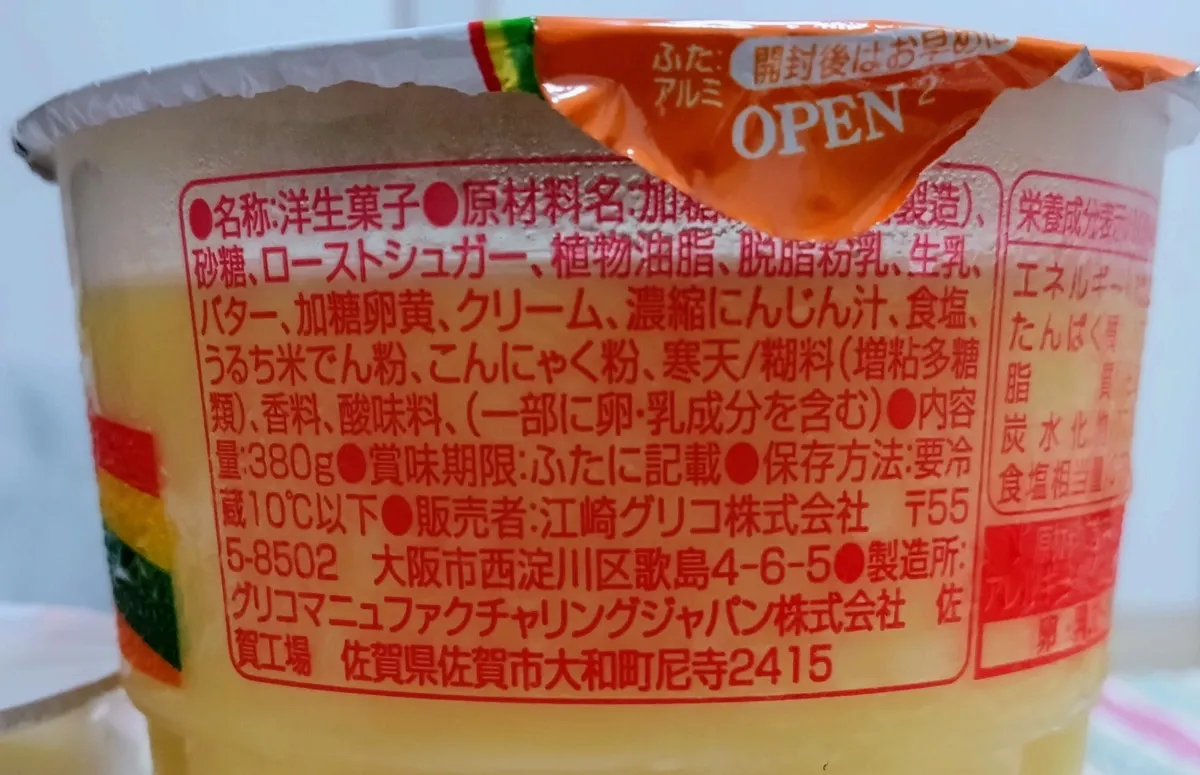 ふた:
アルミ
開封後はお早めに
OPEN 2
●名称:洋生菓子●原材料名:加糖 製造)、
砂糖、ローストシュガー、植物油脂、脱脂粉乳、生乳、
バター、加糖卵黄、クリーム、濃縮にんじん汁、食塩、
うるち米でん粉、こんにゃく粉、寒天/糊料(増粘多糖
類)、香料、酸味料、(一部に卵・乳成分を含む)●内容
量:380g●賞味期限:ふたに記載●保存方法:要冷
蔵10℃以下●販売者:江崎グリコ株式会社 〒55
5-8502 大阪市西淀川区歌島4-6-5●製造所:
グリコマニュファクチャリングジャパン株式会社 佐
賀工場 佐賀県佐賀市大和町尼寺2415
栄養成分表示
エネルギー
たんぱく質
脂 質
炭水化物
食塩相当量
卵・乳